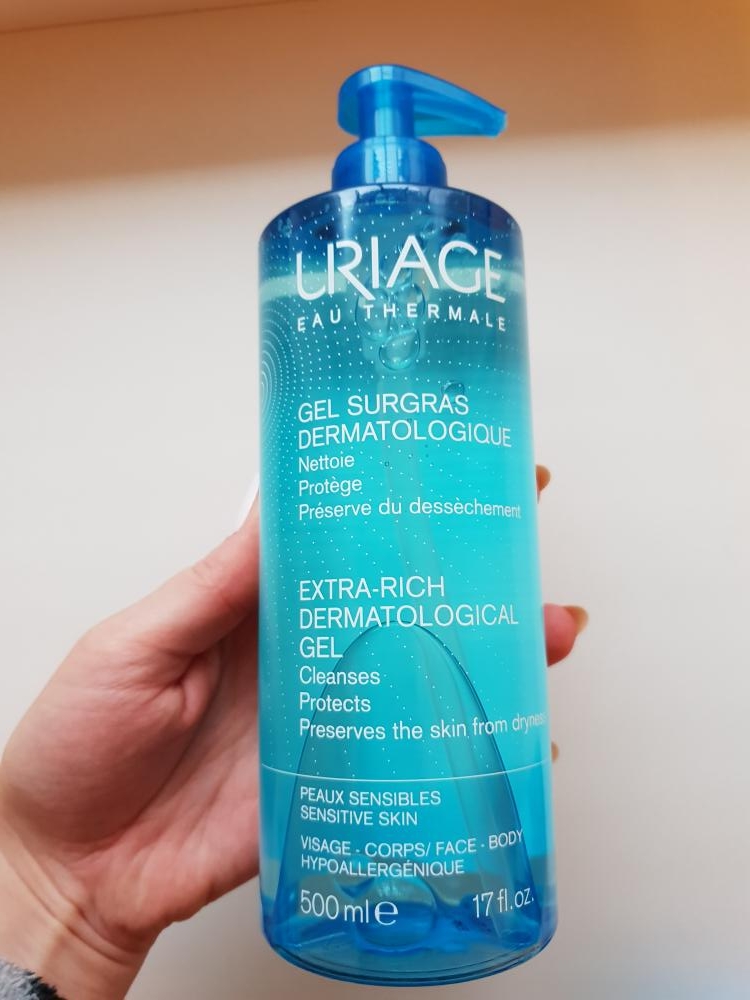 URIAGE
EAU THERMALE
GEL SURGRAS
DERMATOLOGIQUE
Nettoie
Protège
Préserve du dessèchement
EXTRA-RICH
DERMATOLOGICAL
GEL
Cleanses
Protects
Preserves the skin from dryness
PEAUX SENSIBLES
SENSITIVE SKIN
VISAGE - CORPS/ FACE - BODY
HYPOALLERGÉNIQUE
500 ml e 17 fl.oz.